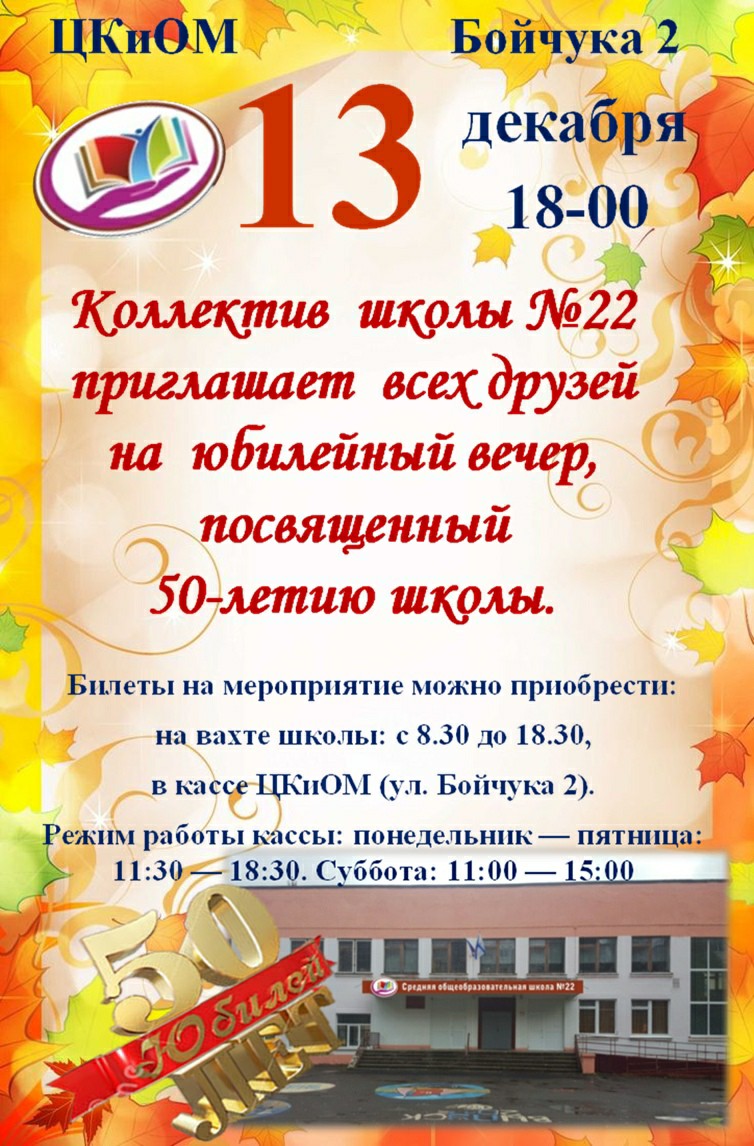 ЦКиОМ Бойчука 2
13 декабря
18-00
Коллектив школы №22
приглашает всех друзей
на юбилейный вечер,
посвященный
50-летию школы.
Билеты на мероприятие можно приобрести:
на вахте школы: с 8.30 до 18.30,
в кассе ЦКиОМ (ул. Бойчука 2).
Режим работы кассы: понедельник — пятница:
11:30 — 18:30. Суббота: 11:00 — 15:00
50
Юбилей
ЛЕТ
Средняя общеобразовательная школа №22